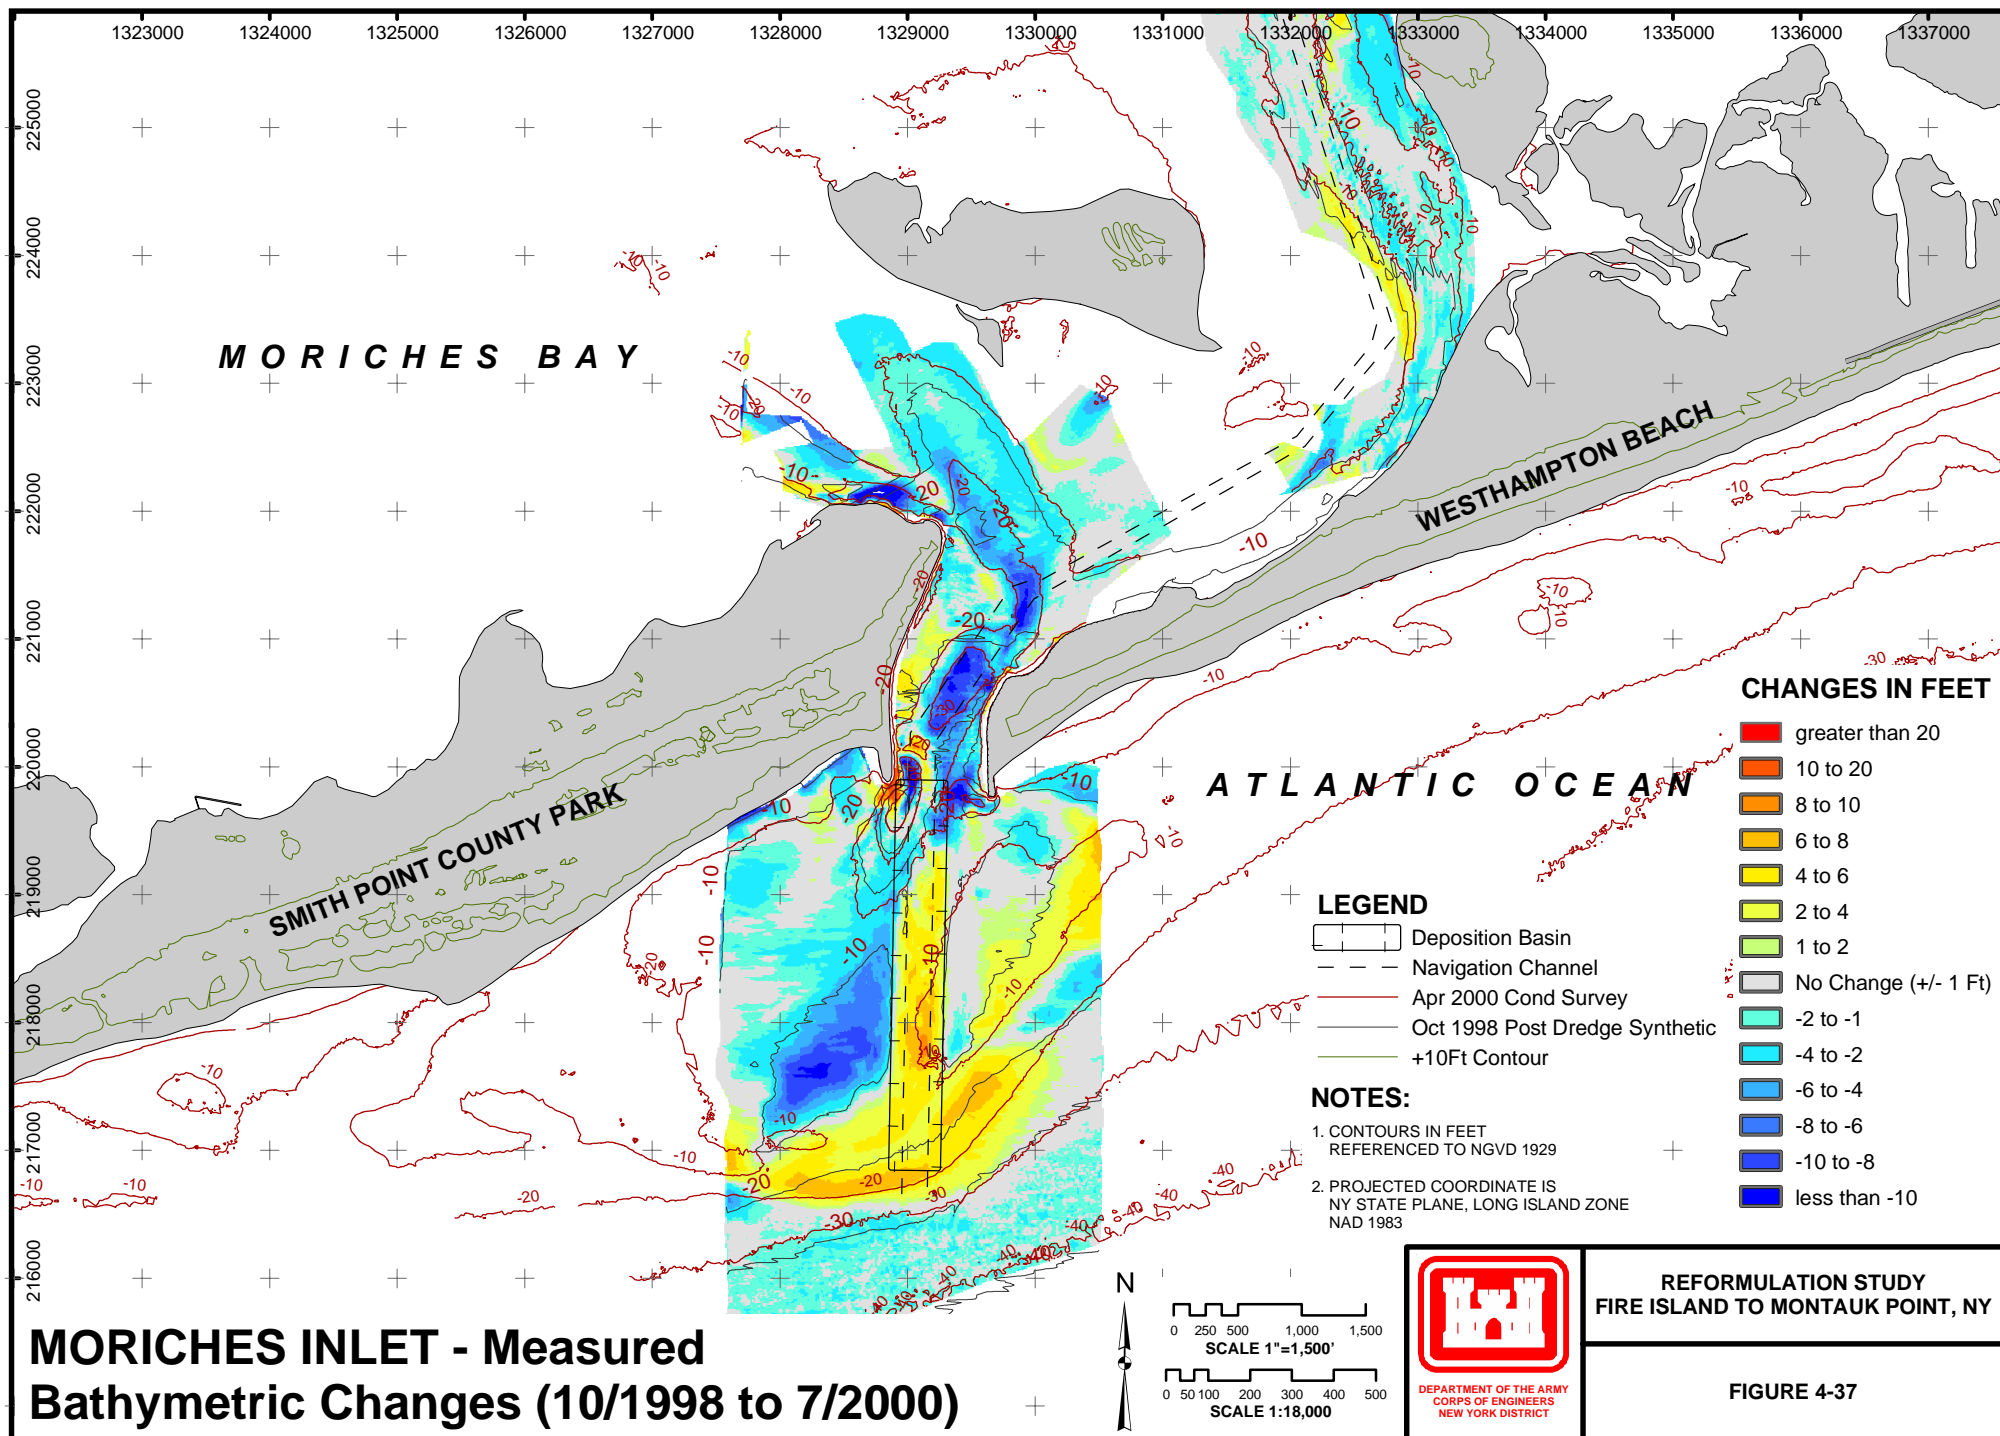 1323000 1324000 1325000 1326000 1327000 1328000 1329000 1330000 1331000 1332000 1333000 1334000 1335000 1336000 1337000
225000
224000
223000
222000
221000
220000
219000
218000
217000
216000
MORICHES BAY
WESTHAMPTON BEACH
SMITH POINT COUNTY PARK
ATLANTIC OCEAN
-10
-20
-30
-40
CHANGES IN FEET
greater than 20
10 to 20
8 to 10
6 to 8
4 to 6
2 to 4
1 to 2
No Change (+/- 1 Ft)
-2 to -1
-4 to -2
-6 to -4
-8 to -6
-10 to -8
less than -10
LEGEND
Deposition Basin
Navigation Channel
Apr 2000 Cond Survey
Oct 1998 Post Dredge Synthetic
+10Ft Contour
NOTES:
1. CONTOURS IN FEET
REFERENCED TO NGVD 1929
2. PROJECTED COORDINATE IS
NY STATE PLANE, LONG ISLAND ZONE
NAD 1983
MORICHES INLET - Measured
Bathymetric Changes (10/1998 to 7/2000)
N
0 250 500 1,000 1,500
SCALE 1"=1,500'
0 50 100 200 300 400 500
SCALE 1:18,000
DEPARTMENT OF THE ARMY
CORPS OF ENGINEERS
NEW YORK DISTRICT
REFORMULATION STUDY
FIRE ISLAND TO MONTAUK POINT, NY
FIGURE 4-37